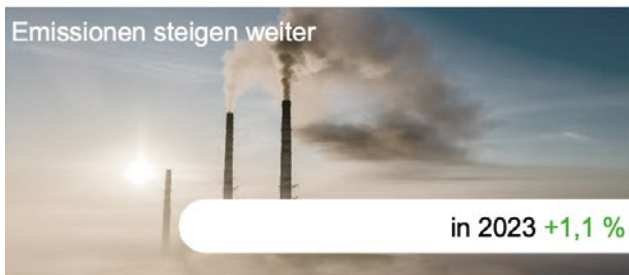 Emissionen steigen weiter
in 2023 +1,1 %